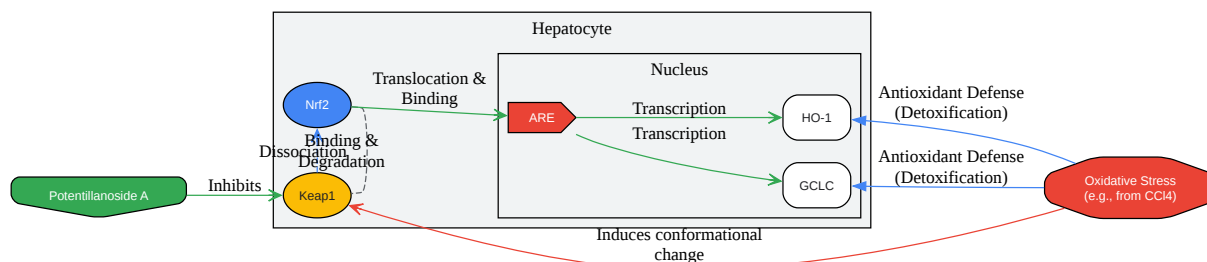 Hepatocyte
Nucleus
Translocation &
Binding
Nrf2
ARE
Transcription
Transcription
HO-1
Antioxidant Defense
(Detoxification)
Dissociation
Binding &
Degradation
Antioxidant Defense
(Detoxification)
Potentillanoside A
Inhibits
Keap1
GCLC
Oxidative Stress
(e.g., from CCl4)
Induces conformational
change